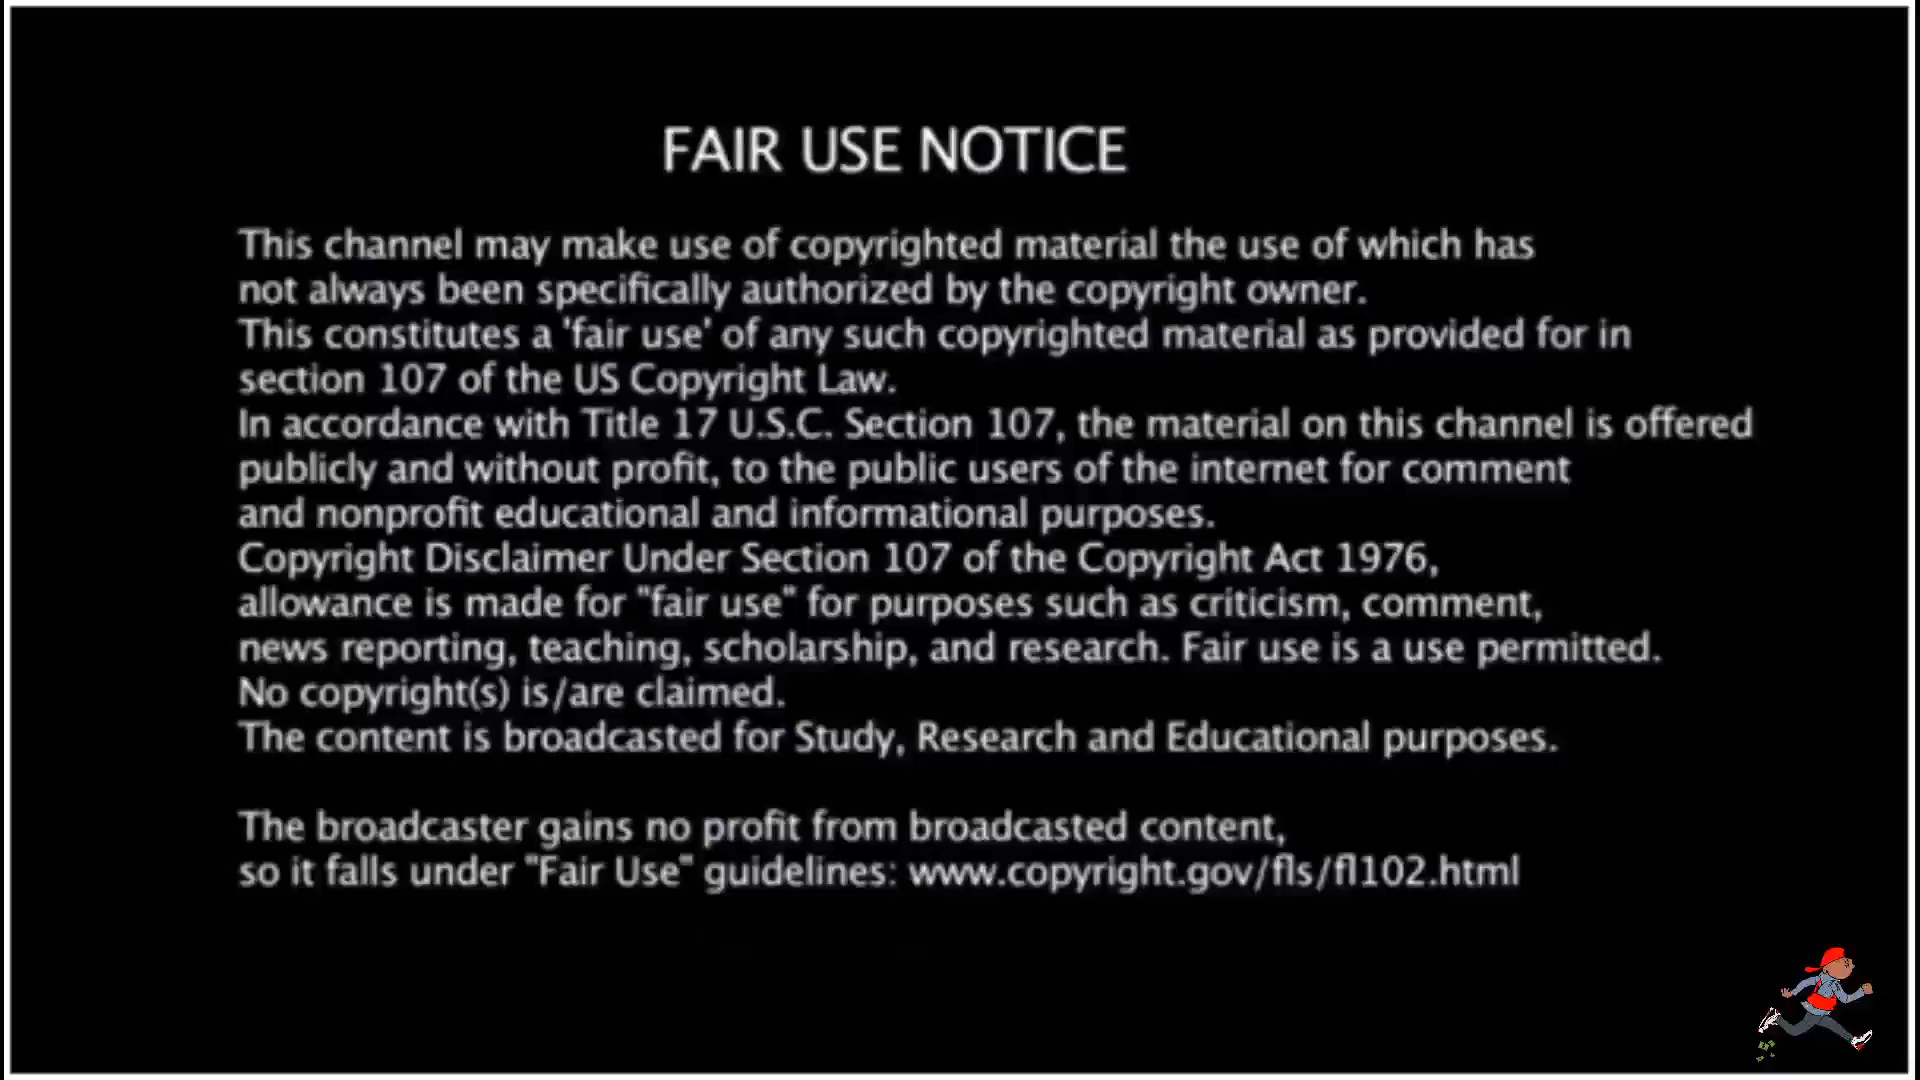 FAIR USE NOTICE
This channel may make use of copyrighted material the use of which has
not always been specifically authorized by the copyright owner.
This constitutes a 'fair use' of any such copyrighted material as provided for in
section 107 of the US Copyright Law.
In accordance with Title 17 U.S.C. Section 107, the material on this channel is offered
publicly and without profit, to the public users of the internet for comment
and nonprofit educational and informational purposes.
Copyright Disclaimer Under Section 107 of the Copyright Act 1976,
allowance is made for "fair use" for purposes such as criticism, comment,
news reporting, teaching, scholarship, and research. Fair use is a use permitted.
No copyright(s) is/are claimed.
The content is broadcasted for Study, Research and Educational purposes.
The broadcaster gains no profit from broadcasted content,
so it falls under "Fair Use" guidelines: www.copyright.gov/fls/fl102.html